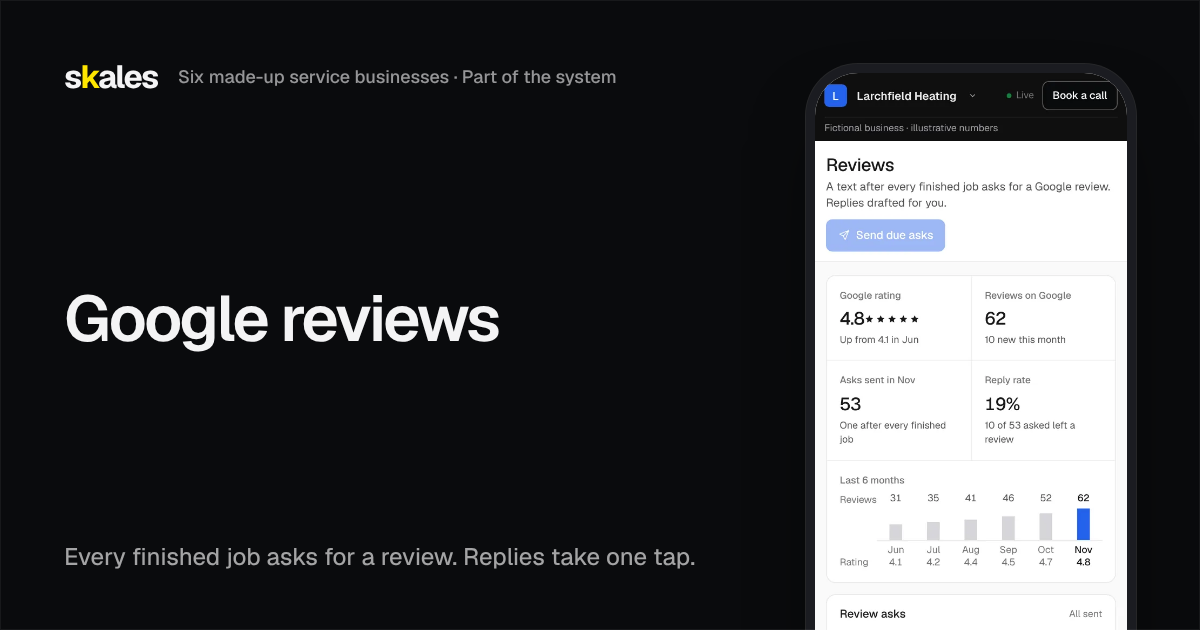 skales
Six made-up service businesses · Part of the system
Google reviews
Every finished job asks for a review. Replies take one tap.
L
Larchfield Heating
Live
Book a call
Fictional business · illustrative numbers
Reviews
A text after every finished job asks for a Google review.
Replies drafted for you.
Send due asks
Google rating
4.8★★★★★
Up from 4.1 in Jun
Reviews on Google
62
10 new this month
Asks sent in Nov
53
One after every finished
job
Reply rate
19%
10 of 53 asked left a
review
Last 6 months
Reviews 31 35 41 46 52 62
Jun Jul Aug Sep Oct Nov
Rating 4.1 4.2 4.4 4.5 4.7 4.8
Review asks
All sent